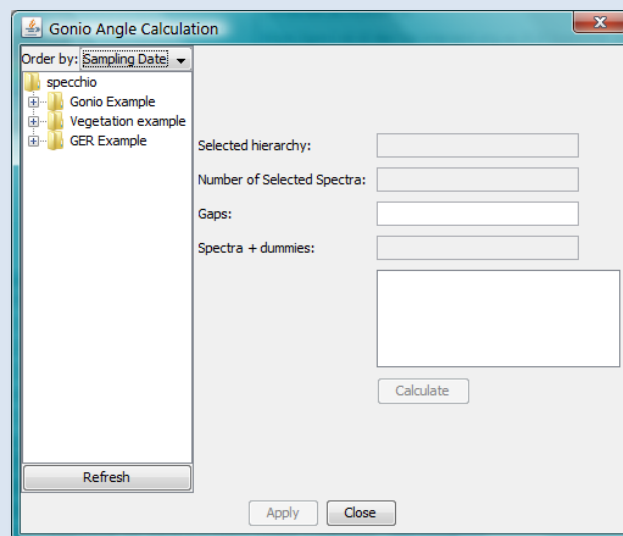 Gonio Angle Calculation
Order by: Sampling Date
specchio
Gonio Example
Vegetation example
GER Example
Selected hierarchy:
Number of Selected Spectra:
Gaps:
Spectra + dummies:
Calculate
Refresh
Apply Close